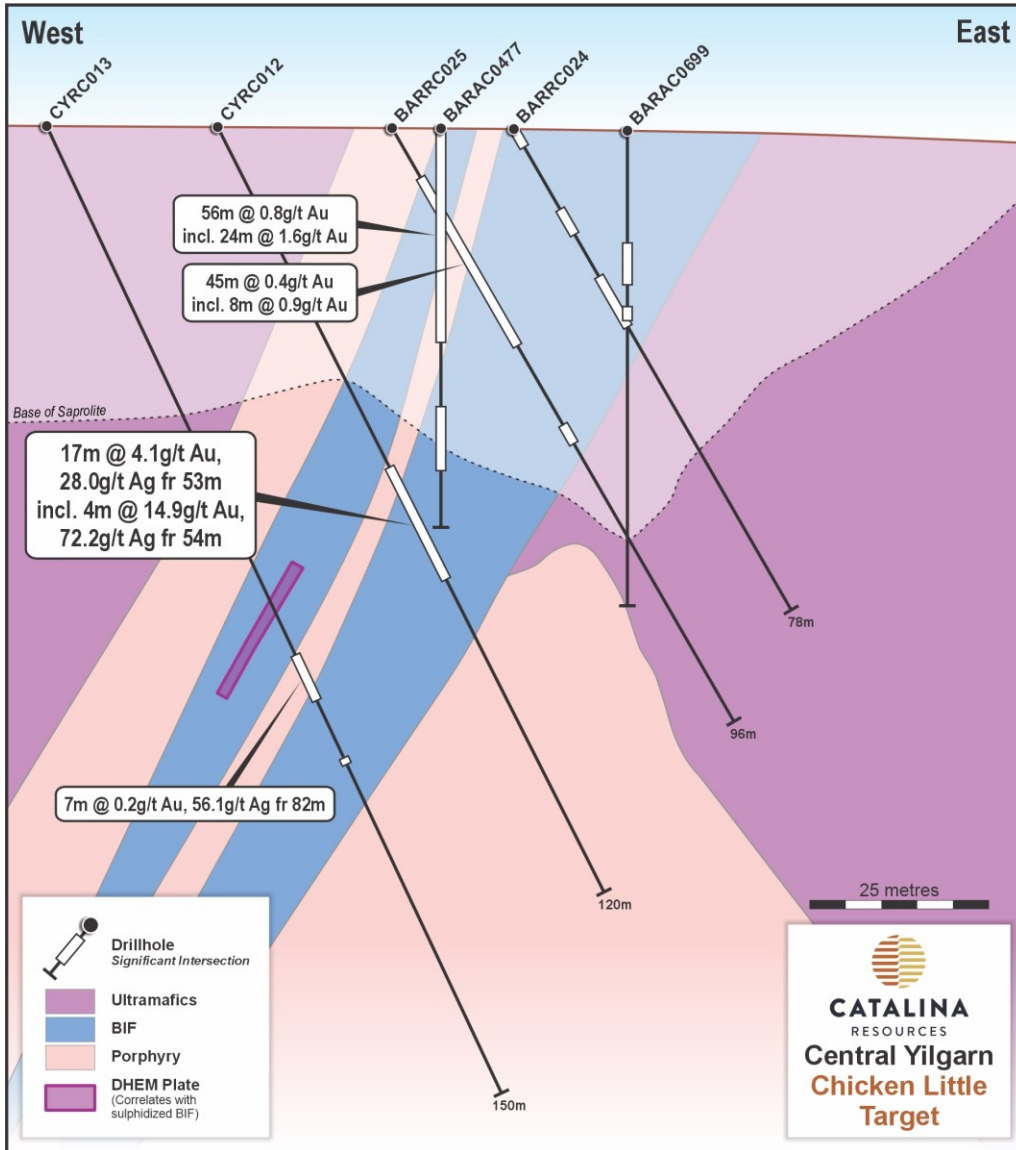 West
East
CYRC013
CYRC012
BARRC025
BARAC0477
BARRC024
BARAC0699
56m @ 0.8g/t Au
incl. 24m @ 1.6g/t Au
45m @ 0.4g/t Au
incl. 8m @ 0.9g/t Au
Base of Saprolite
17m @ 4.1g/t Au,
28.0g/t Ag fr 53m
incl. 4m @ 14.9g/t Au,
72.2g/t Ag fr 54m
78m
96m
7m @ 0.2g/t Au, 56.1g/t Ag fr 82m
120m
150m
25 metres
Drillhole
Significant Intersection
Ultramafics
BIF
Porphyry
DHEM Plate
(Correlates with
sulphidized BIF)
CATALINA
RESOURCES
Central Yilgarn
Chicken Little
Target